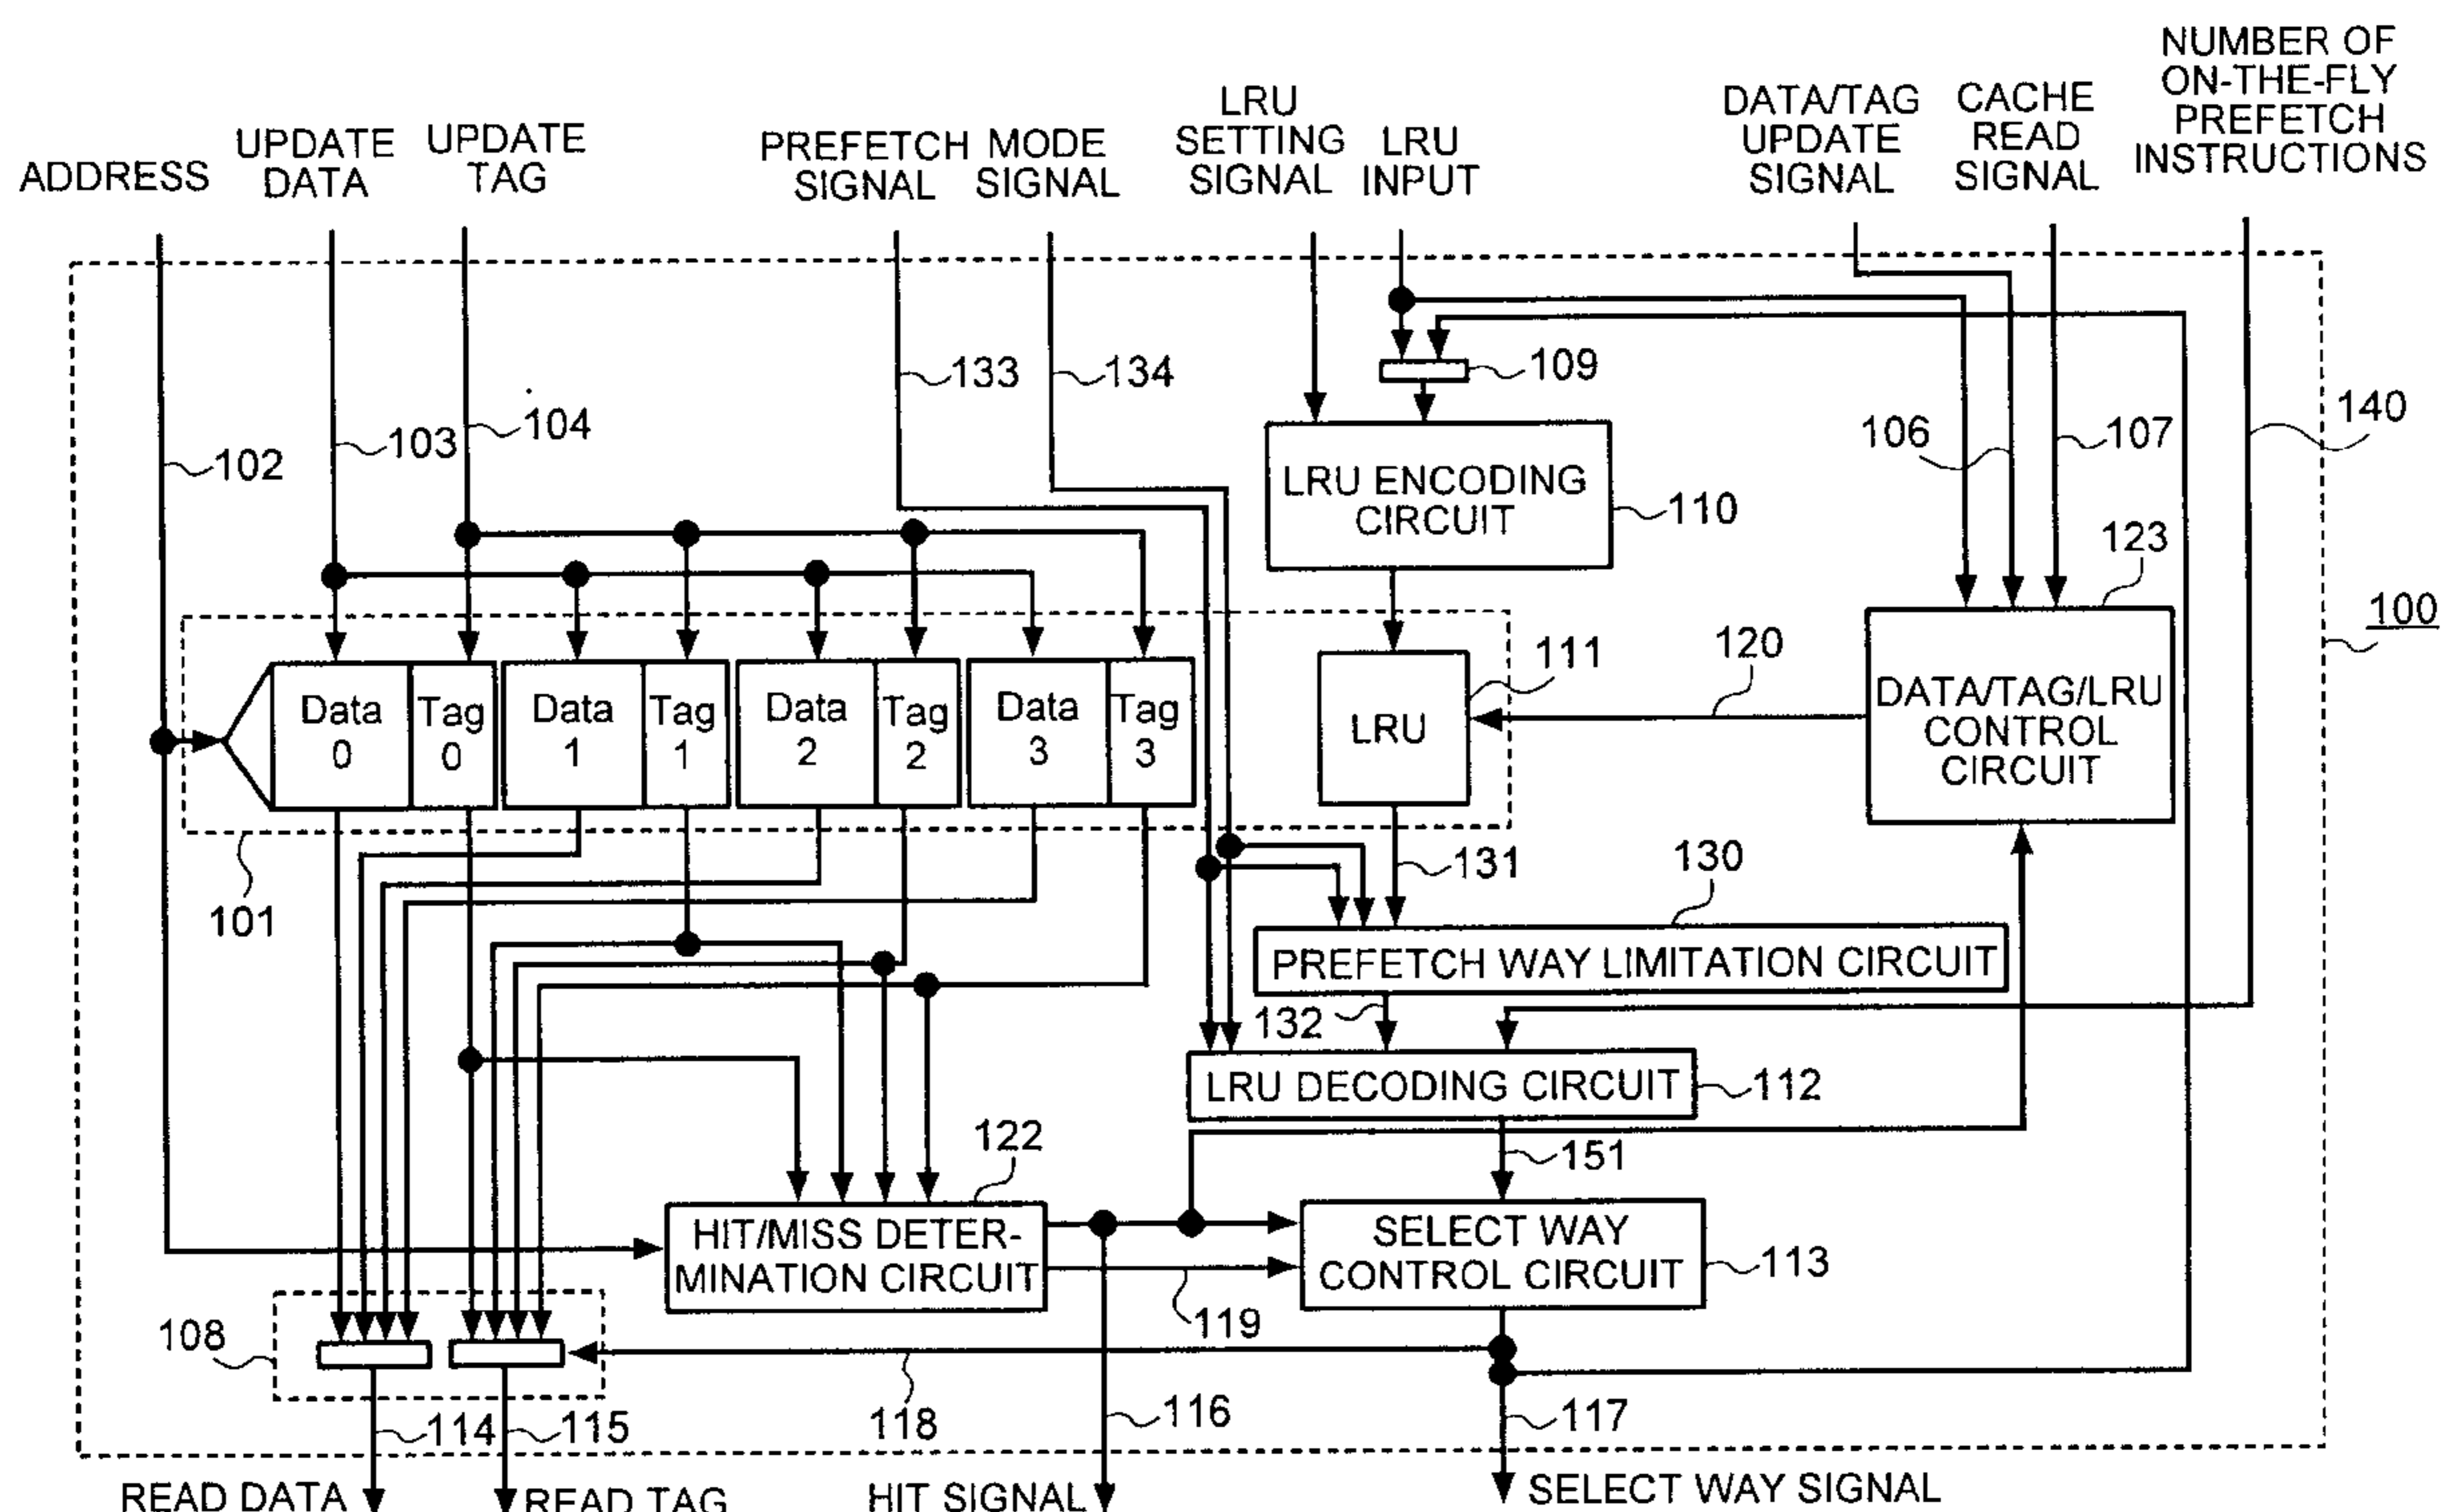 NUMBER OF
ON-THE-FLY
PREFETCH
INSTRUCTIONS
LRU
SETTING
SIGNAL
LRU
INPUT
DATA/TAG
UPDATE
SIGNAL
CACHE
READ
SIGNAL
ADDRESS
UPDATE
DATA
UPDATE
TAG
PREFETCH
SIGNAL
MODE
SIGNAL
133
134
109
140
102
103
104
106
107
LRU ENCODING
CIRCUIT
110
123
100
Data
0
Tag
0
Data
1
Tag
1
Data
2
Tag
2
Data
3
Tag
3
LRU
111
120
DATA/TAG/LRU
CONTROL
CIRCUIT
101
131
130
PREFETCH WAY LIMITATION CIRCUIT
132
LRU DECODING CIRCUIT
112
122
151
HIT/MISS DETER-
MINATION CIRCUIT
SELECT WAY
CONTROL CIRCUIT
113
119
108
118
114
115
116
117
READ DATA
READ TAG
HIT SIGNAL
SELECT WAY SIGNAL